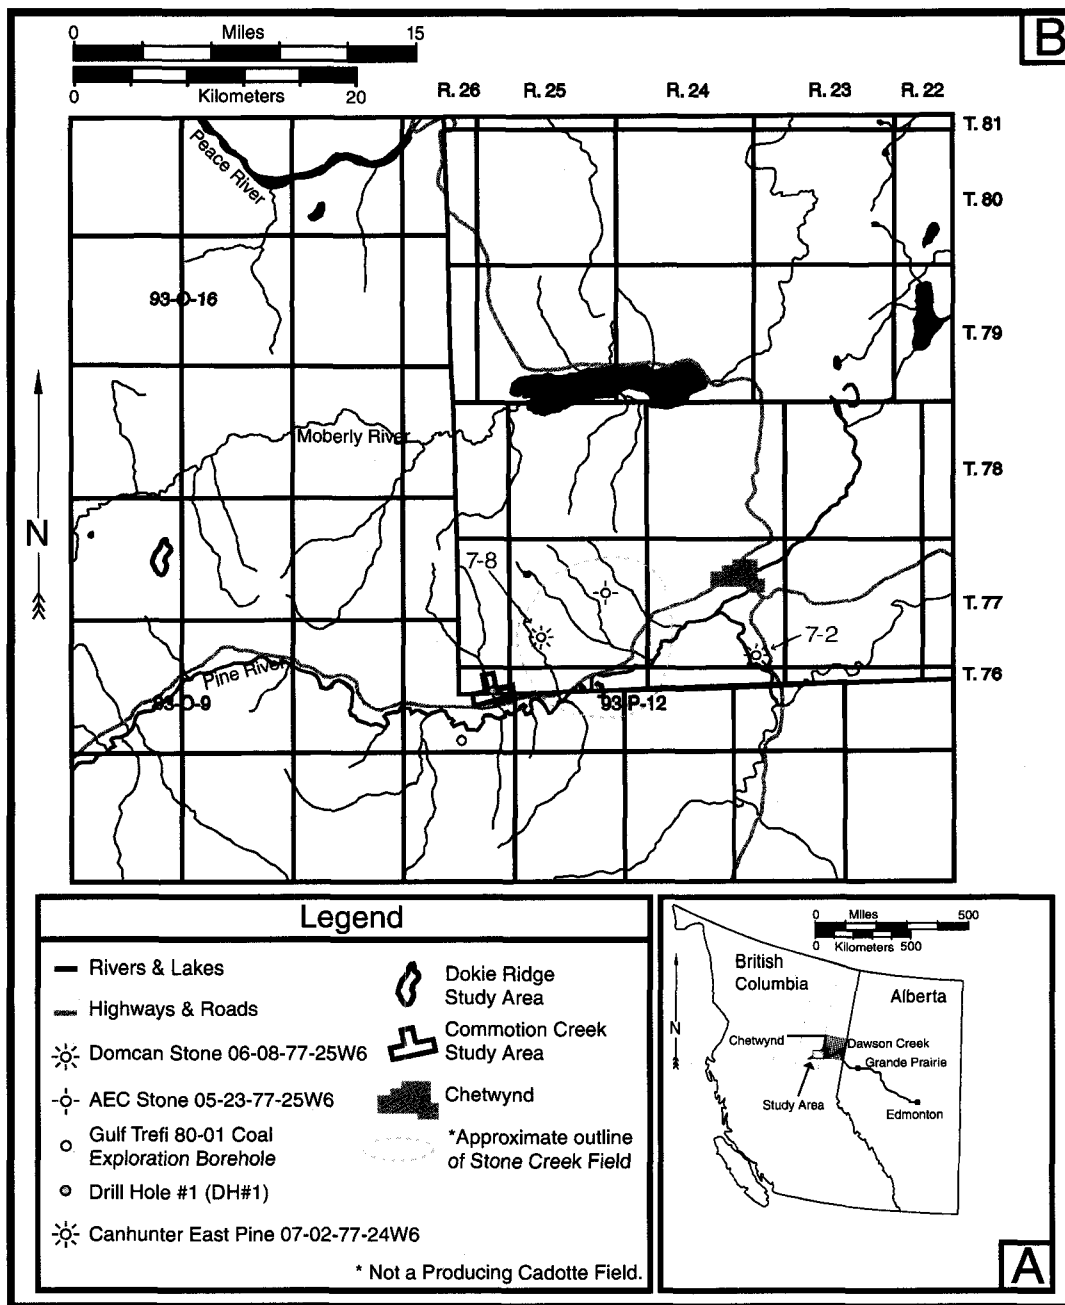 B
0 Miles 15
0 Kilometers 20
R. 26 R. 25 R. 24 R. 23 R. 22
T. 81
Peace River
T. 80
93-O-16
T. 79
Moberly River
T. 78
N
7-8
T. 77
7-2
Pine River
T. 76
93-O-9
93-P-12
Legend
Rivers & Lakes
Highways & Roads
Domcan Stone 06-08-77-25W6
AEC Stone 05-23-77-25W6
Gulf Trefi 80-01 Coal
Exploration Borehole
Drill Hole #1 (DH#1)
Canhunter East Pine 07-02-77-24W6
Dokie Ridge
Study Area
Commotion Creek
Study Area
Chetwynd
*Approximate outline
of Stone Creek Field
* Not a Producing Cadotte Field.
0 Miles 500
0 Kilometers 500
British
Columbia
Alberta
N
Chetwynd
Dawson Creek
Grande Prairie
Study Area
Edmonton
A